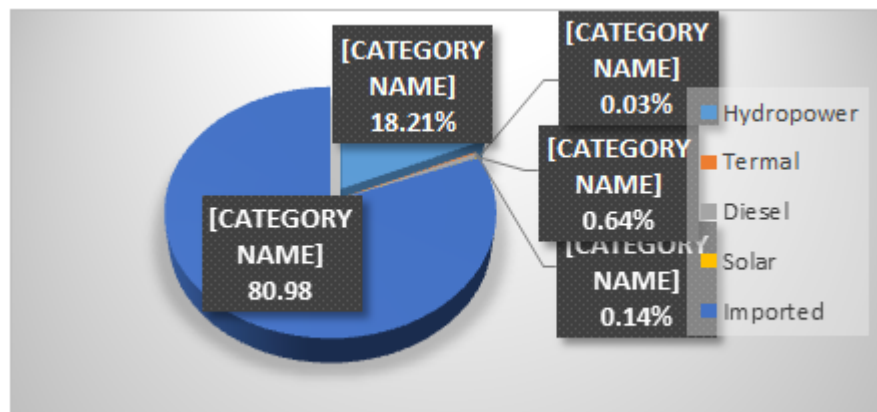 [CATEGORY
NAME]
18.21%
[CATEGORY
NAME]
0.03%
[CATEGORY
NAME]
0.64%
[CATEGORY
NAME]
0.14%
[CATEGORY
NAME]
80.98
Hydropower
Termal
Diesel
Solar
Imported